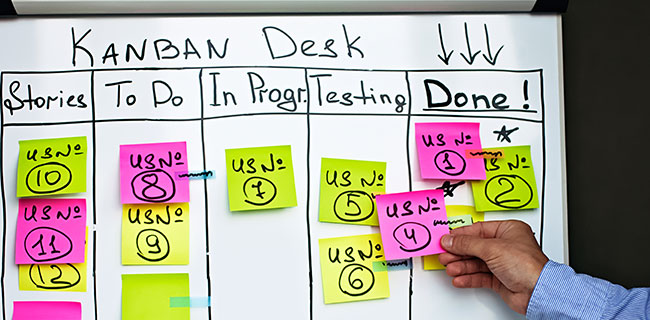 KANBAN Desk
Stories
To Do
In Progr.
Testing
Done!
US №
10
US №
11
12
US №
8
US №
9
US №
7
US №
5
US №
6
US №
1
US №
2
US №
4